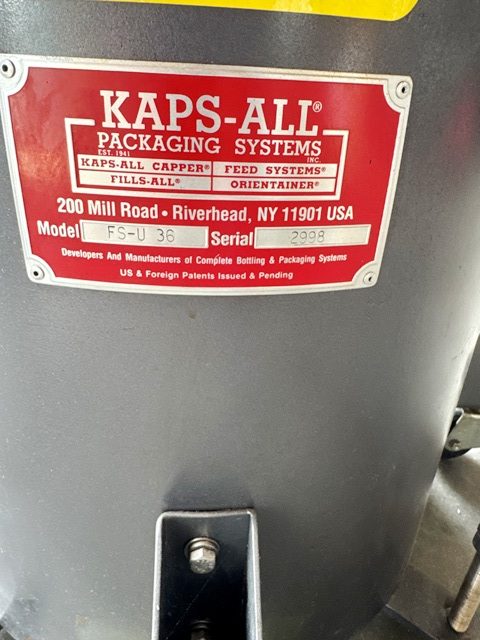 KAPS-ALL®
PACKAGING SYSTEMS
EST. 1941 INC.
KAPS-ALL CAPPER® FEED SYSTEMS®
FILLS-ALL® ORIENTAINER®
200 Mill Road • Riverhead, NY 11901 USA
Model FS-U 36 Serial 2998
Developers And Manufacturers of Complete Bottling & Packaging Systems
US & Foreign Patents Issued & Pending